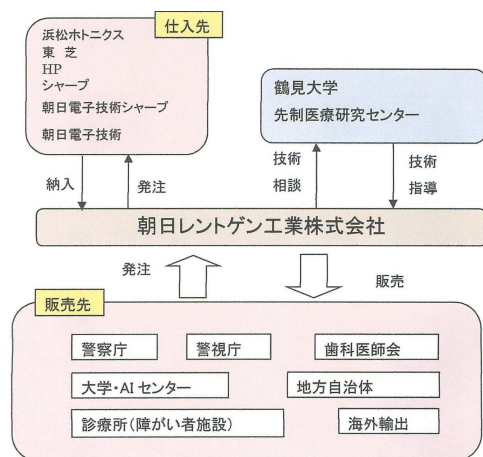 仕入先
浜松ホトニクス
東 芝
HP
シャープ
朝日電子技術シャープ
朝日電子技術
鶴見大学
先制医療研究センター
納入
発注
技術
相談
技術
指導
朝日レントゲン工業株式会社
発注
販売
販売先
警察庁
警視庁
歯科医師会
大学・AI センター
地方自治体
診療所(障がい者施設)
海外輸出